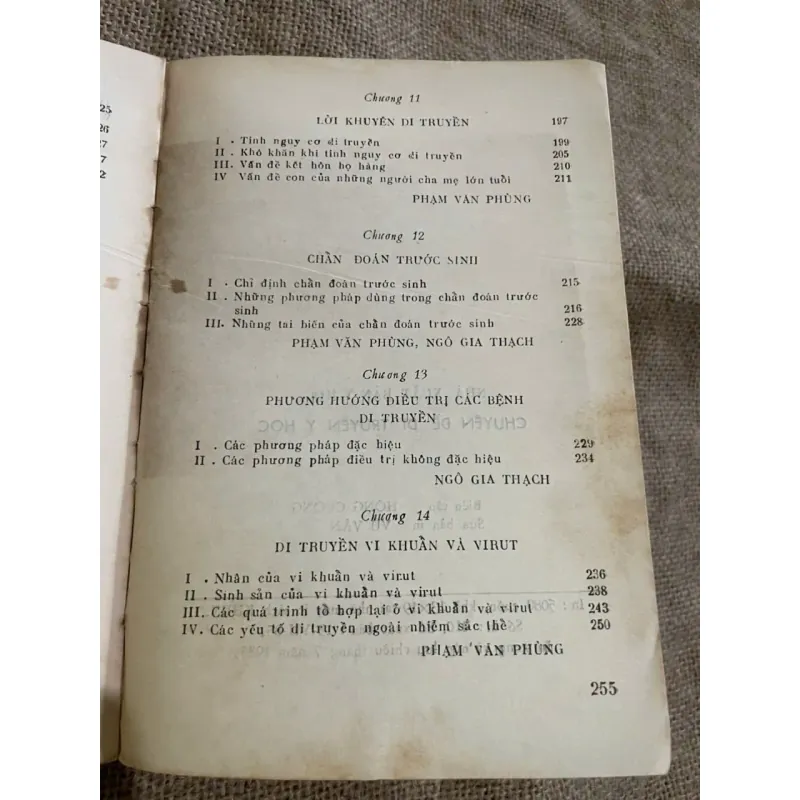 25
26
27
7
2
Chương 11
LỜI KHUYÊN DI TRUYỀN 197
I . Tính nguy cơ di truyền 199
II . Khó khăn khi tính nguy cơ di truyền 205
III. Vấn đề kết hôn họ hàng 210
IV Vấn đề con của những người cha mẹ lớn tuổi 211
PHẠM VĂN PHÙNG
Chương 12
CHẨN ĐOÁN TRƯỚC SINH
I . Chỉ định chẩn đoán trước sinh 215
II . Những phương pháp dùng trong chẩn đoán trước
sinh 216
III. Những tai biến của chẩn đoán trước sinh 228
PHẠM VĂN PHÙNG, NGÔ GIA THẠCH
Chương 13
PHƯƠNG HƯỚNG ĐIỀU TRỊ CÁC BỆNH
DI TRUYỀN
I . Các phương pháp đặc hiệu 229
II . Các phương pháp điều trị không đặc hiệu 234
NGÔ GIA THẠCH
Chương 14
DI TRUYỀN VI KHUẨN VÀ VIRUT
I . Nhân của vi khuẩn và virut 236
II . Sinh sản của vi khuẩn và virut 238
III. Các quá trình tổ hợp lại ở vi khuẩn và virut 243
IV. Các yếu tố di truyền ngoài nhiễm sắc thể 250
PHẠM VĂN PHÙNG
255